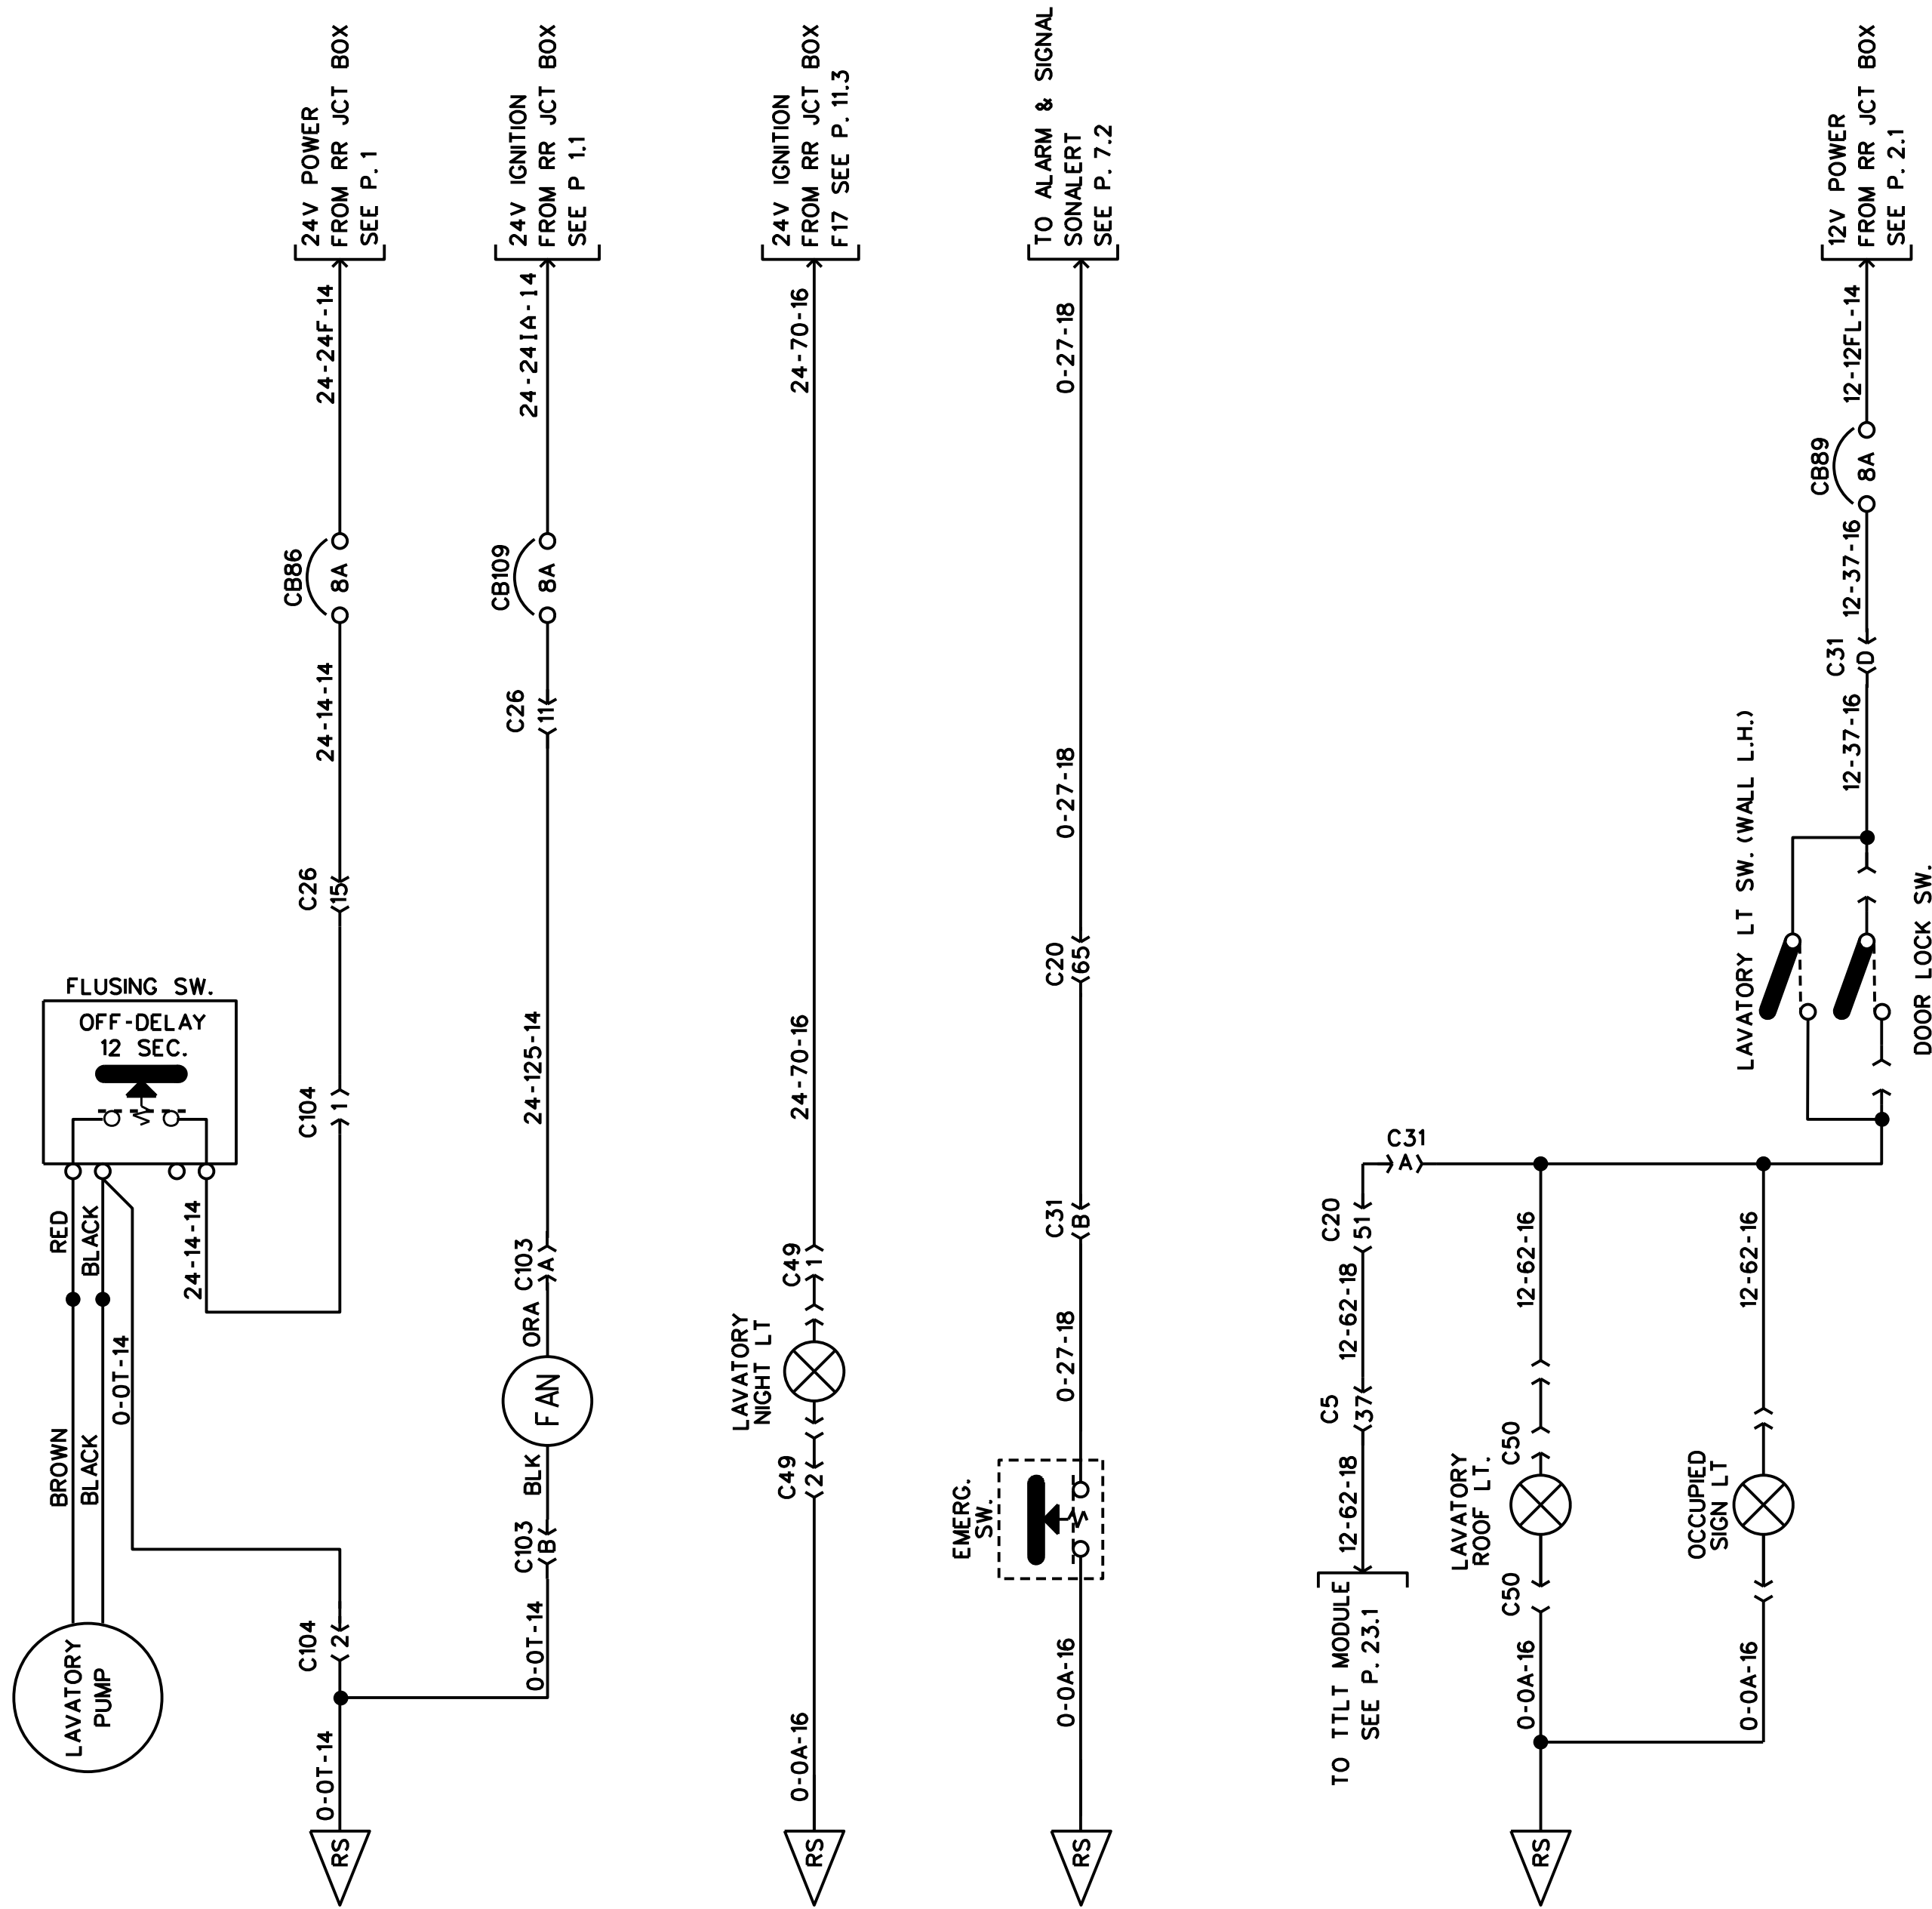 FLUSING SW.
OFF-DELAY
12 SEC.
24V POWER
FROM RR JCT BOX
SEE P. 1
24-24F-14
CB86
8A
24-14-14
C26
15
C104
1
24-14-14
RED
BLACK
BROWN
BLACK
0-0T-14
LAVATORY
PUMP
C104
2
0-0T-14
RS
24V IGNITION
FROM RR JCT BOX
SEE P 1.1
24-24IA-14
CB109
8A
C26
11
24-125-14
C103
A
ORA
FAN
BLK
C103
B
0-0T-14
24V IGNITION
FROM RR JCT BOX
F17 SEE P. 11.3
24-70-16
24-70-16
C49
1
LAVATORY
NIGHT LT
C49
2
0-0A-16
RS
TO ALARM & SIGNAL
SONALERT
SEE P. 7.2
0-27-18
0-27-18
C20
65
C31
B
0-27-18
EMERG.
SW.
0-0A-16
RS
12V POWER
FROM RR JCT BOX
SEE P. 2.1
12-12FL-14
CB89
8A
12-37-16
C31
D
12-37-16
LAVATORY LT SW. (WALL L.H.)
DOOR LOCK SW.
C31
A
C20
51
12-62-18
C5
37
12-62-18
TO TTLT MODULE
SEE P. 23.1
12-62-16
C50
LAVATORY
ROOF LT.
C50
0-0A-16
RS
12-62-16
OCCUPIED
SIGN LT
0-0A-16